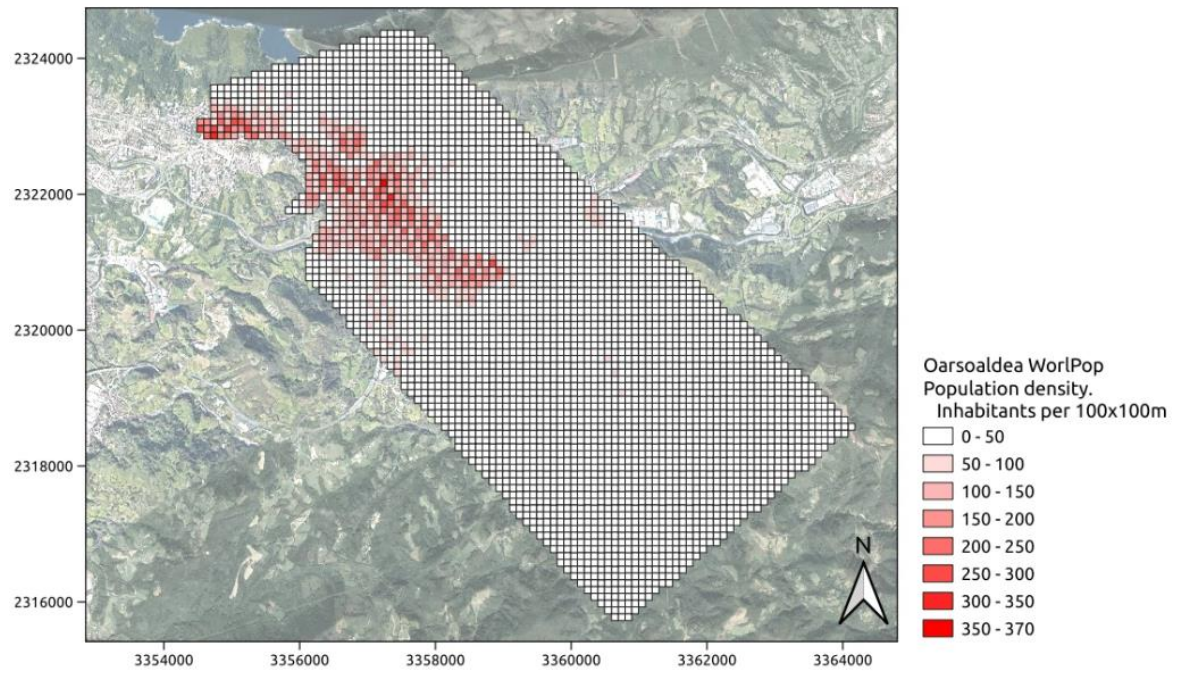 2324000
2322000
2320000
2318000
2316000
3354000
3356000
3358000
3360000
3362000
3364000
N
Oarsoaldea WorlPop
Population density.
Inhabitants per 100x100m
0 - 50
50 - 100
100 - 150
150 - 200
200 - 250
250 - 300
300 - 350
350 - 370